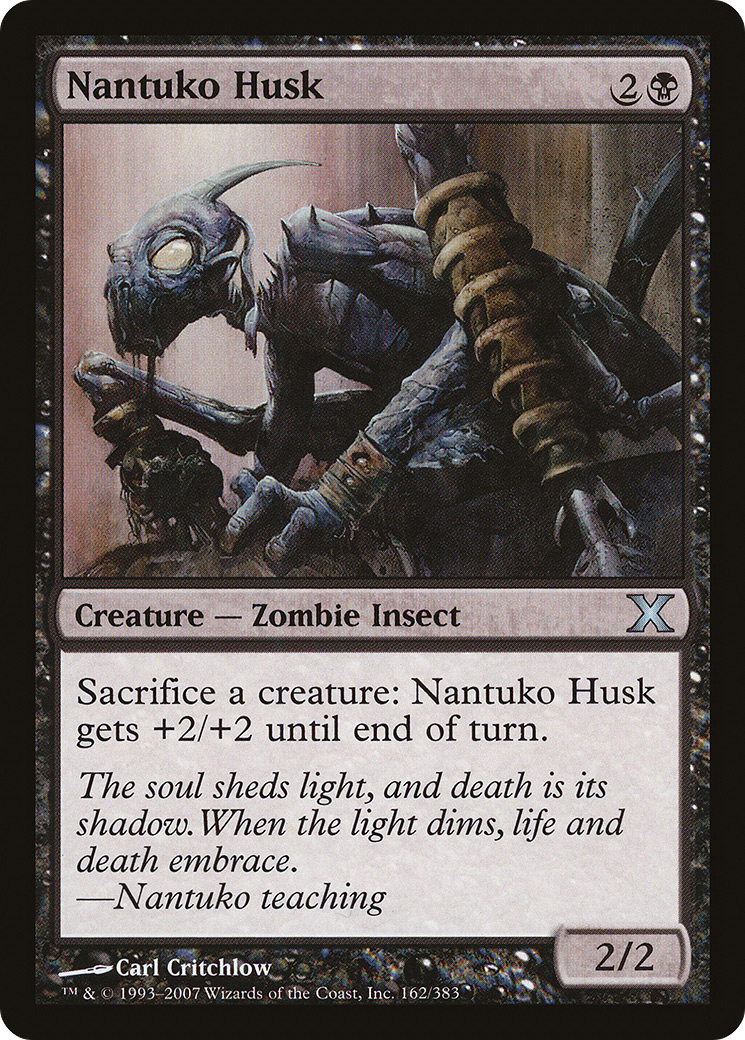 Nantuko Husk 2
Creature — Zombie Insect X
Sacrifice a creature: Nantuko Husk
gets +2/+2 until end of turn.
The soul sheds light, and death is its
shadow. When the light dims, life and
death embrace.
—Nantuko teaching
2/2
Carl Critchlow
™ & © 1993–2007 Wizards of the Coast, Inc. 162/383